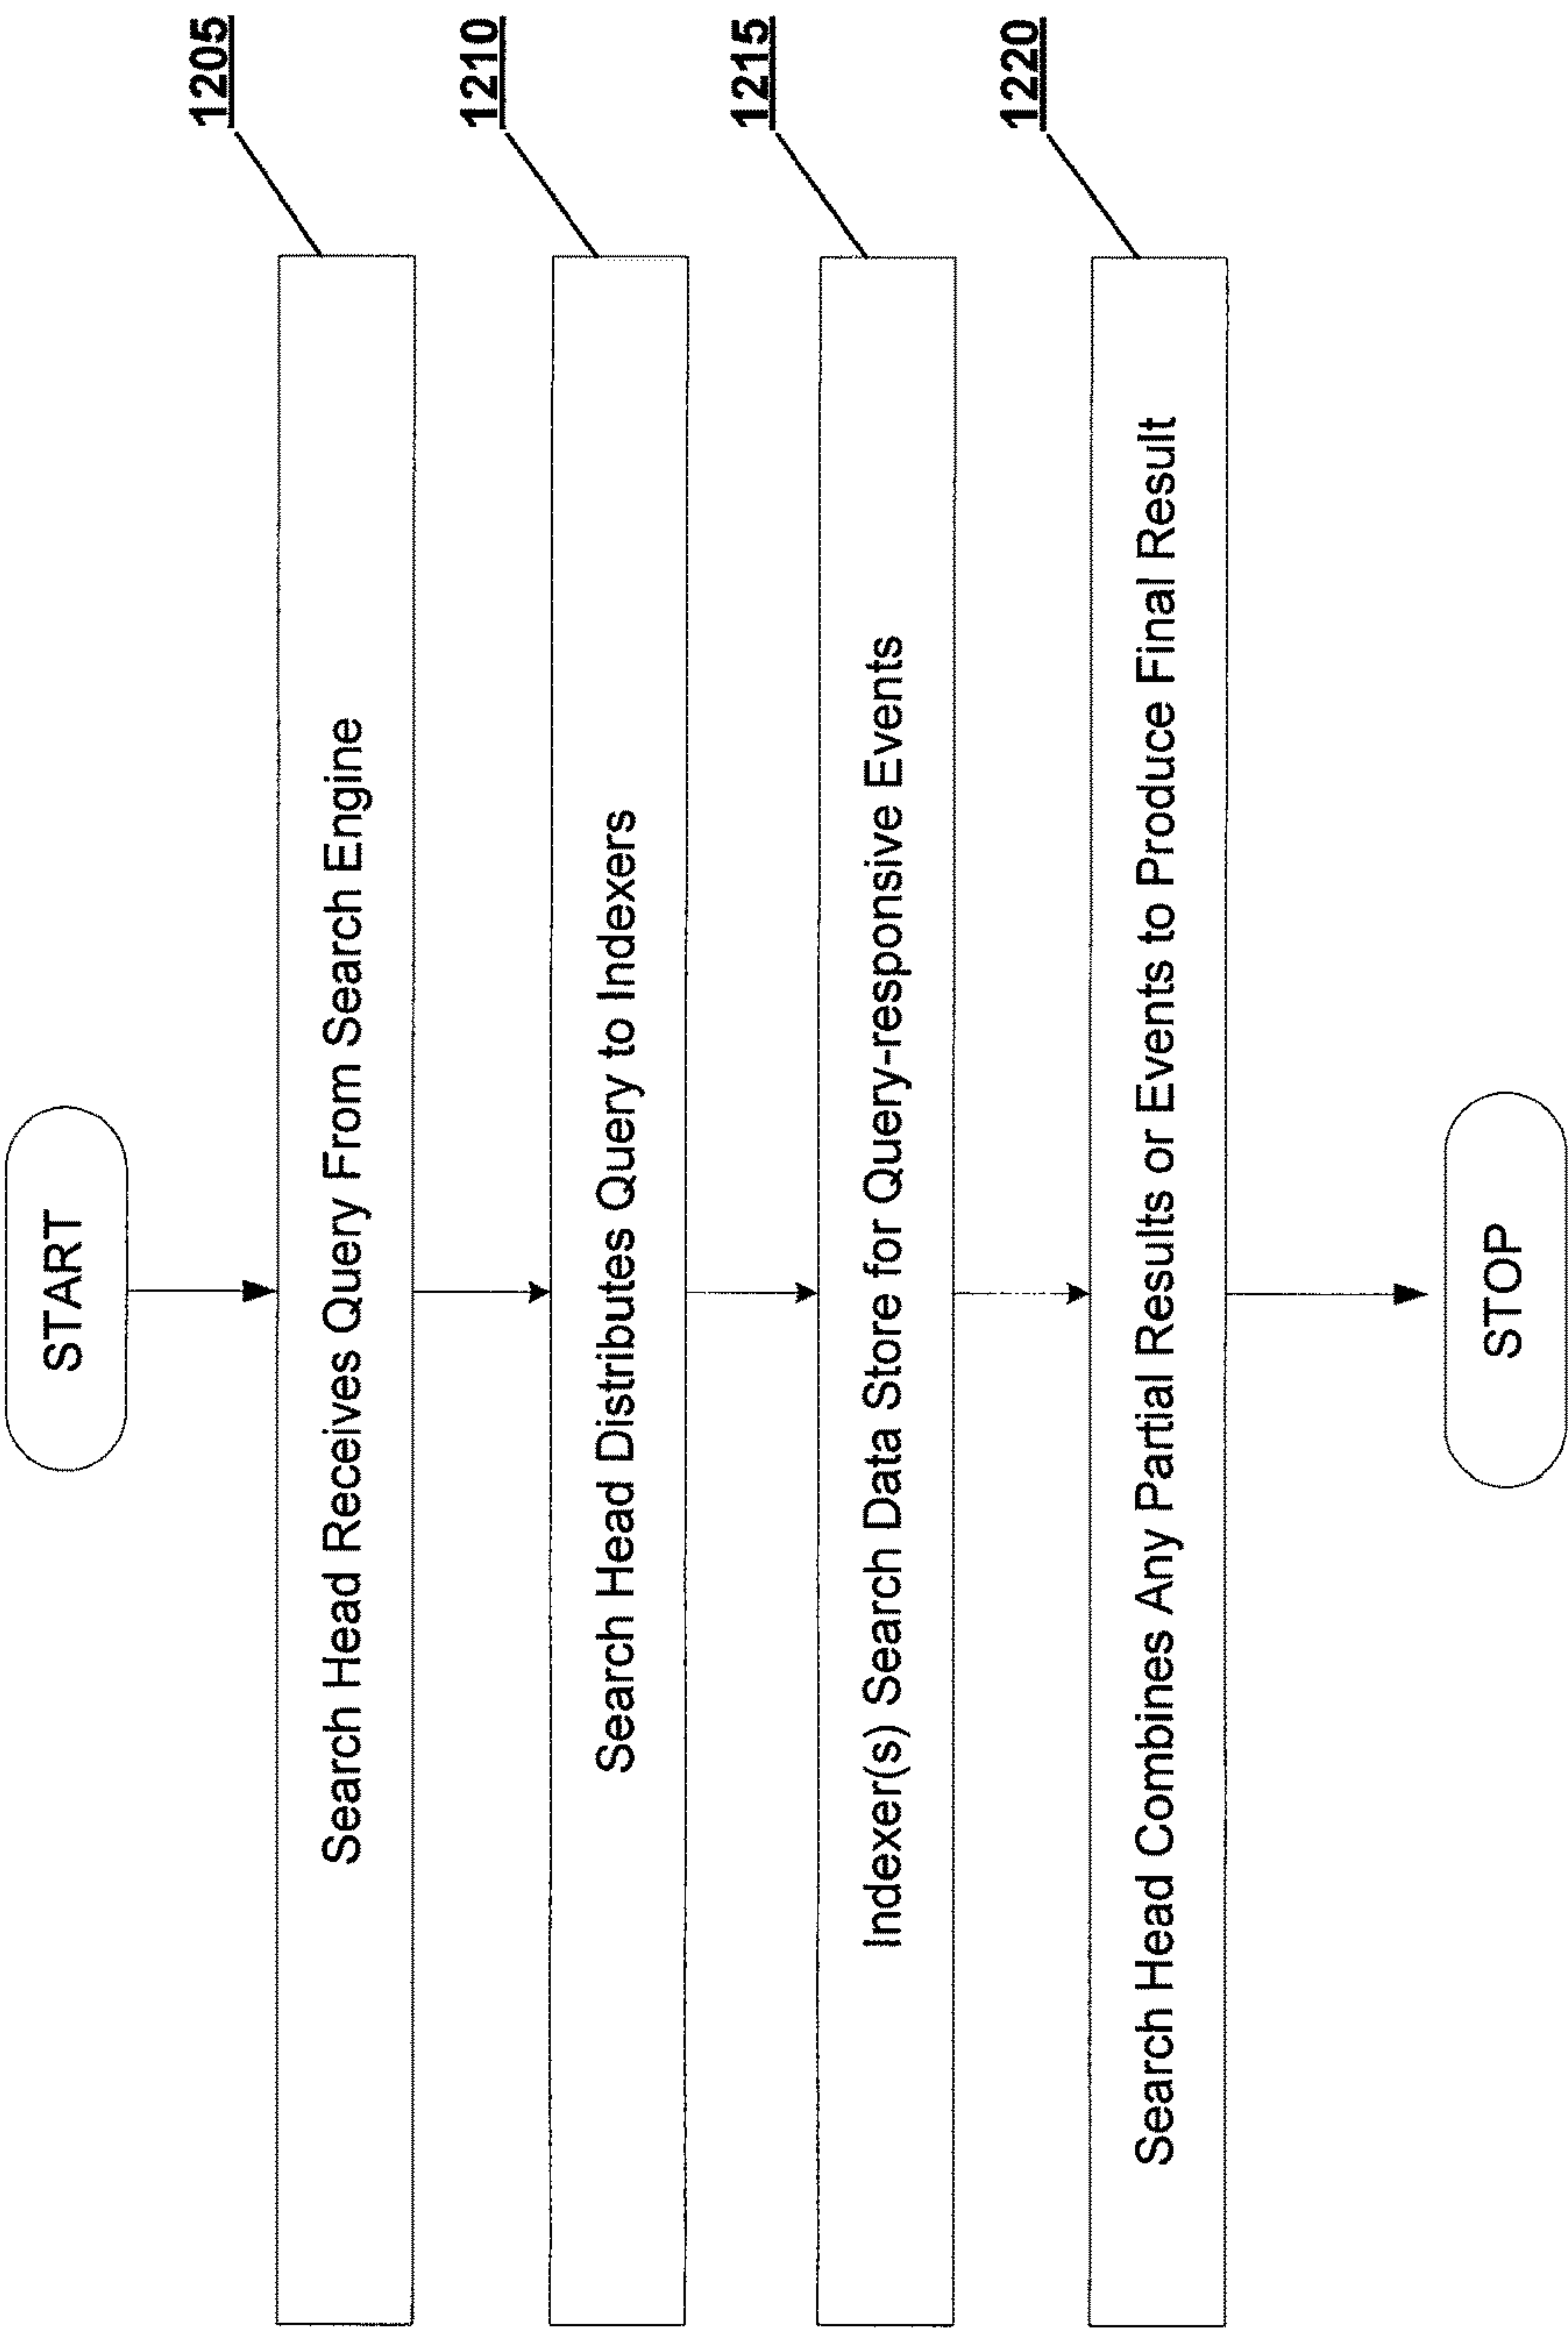 START
1205
Search Head Receives Query From Search Engine
1210
Search Head Distributes Query to Indexers
1215
Indexer(s) Search Data Store for Query-responsive Events
1220
Search Head Combines Any Partial Results or Events to Produce Final Result
STOP